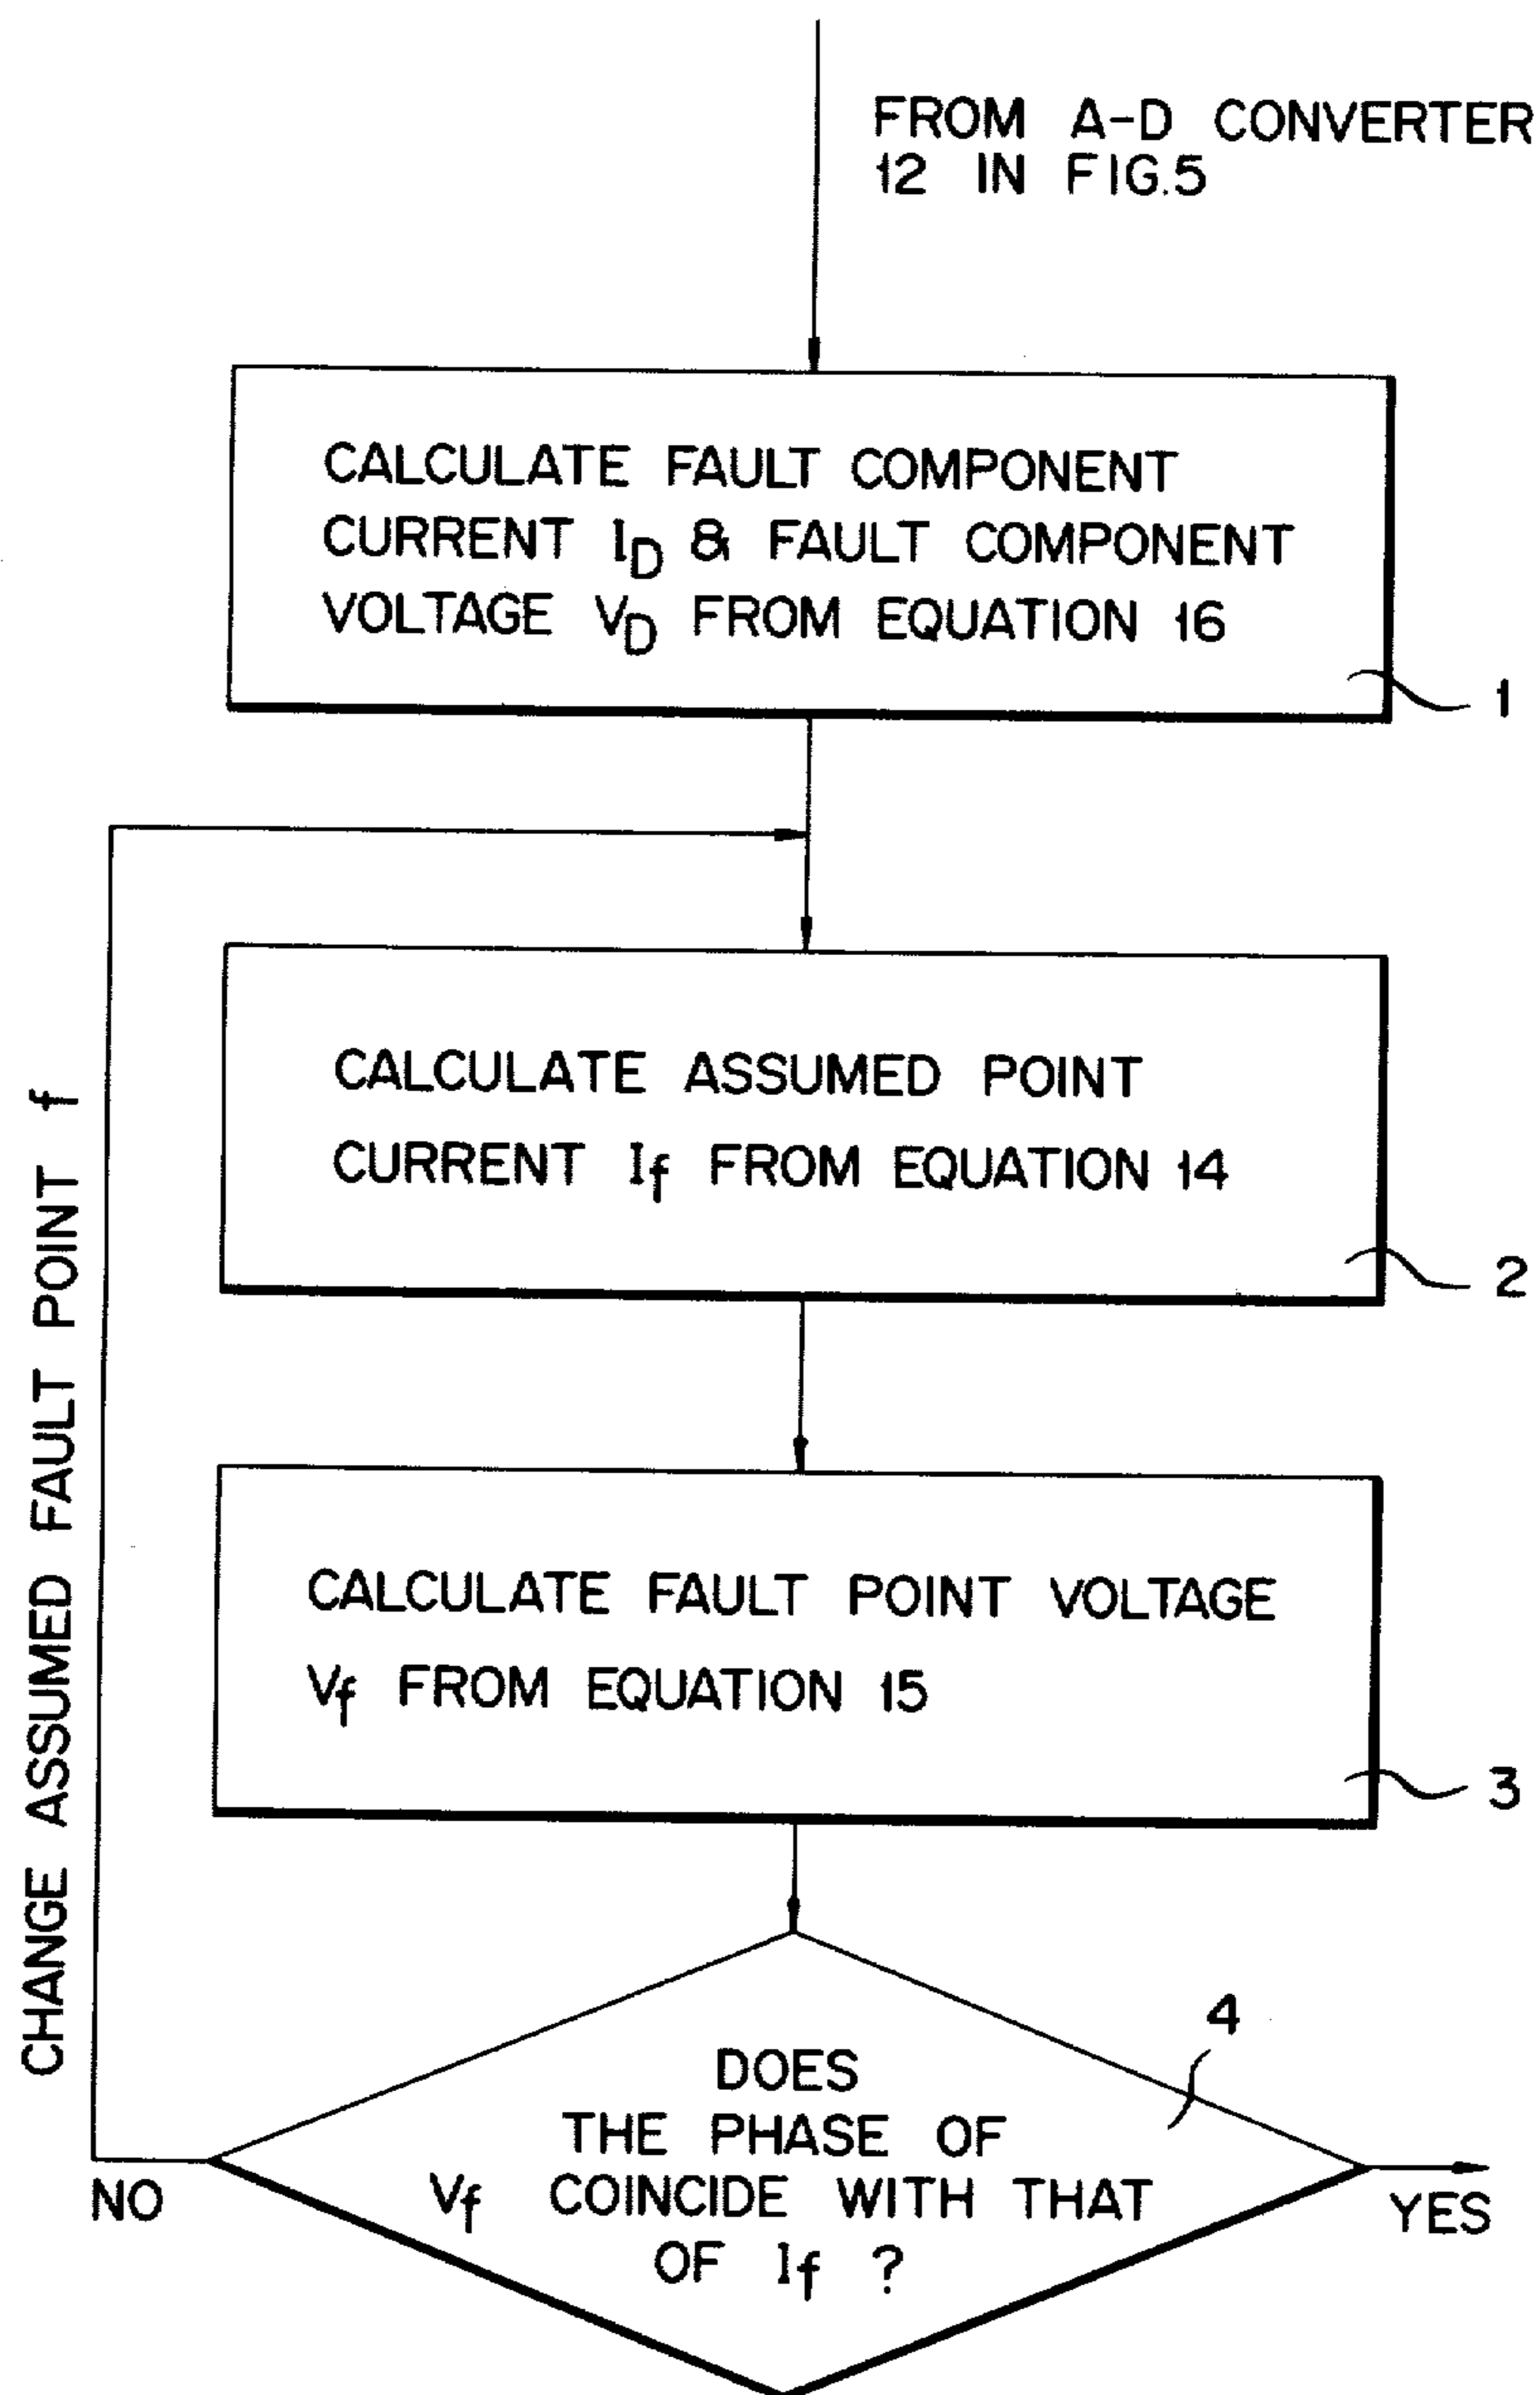 FROM A-D CONVERTER
12 IN FIG.5
CALCULATE FAULT COMPONENT
CURRENT ID & FAULT COMPONENT
VOLTAGE VD FROM EQUATION 16
1
CALCULATE ASSUMED POINT
CURRENT If FROM EQUATION 14
2
CALCULATE FAULT POINT VOLTAGE
Vf FROM EQUATION 15
3
CHANGE ASSUMED FAULT POINT f
4
DOES
THE PHASE OF
Vf COINCIDE WITH THAT
OF If ?
NO
YES